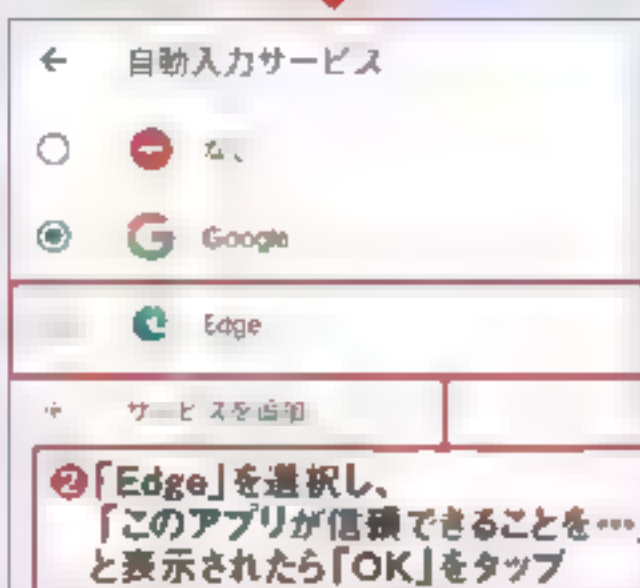 ← 自動入力サービス
なし
Google
Edge
+ サービスを追加
❷「Edge」を選択し、
「このアプリが信頼できることを…」
と表示されたら「OK」をタップ